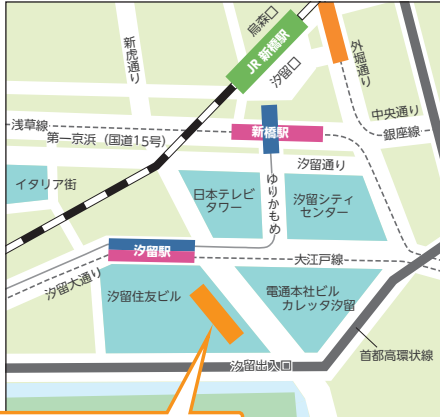 烏森口
JR 新橋駅
汐留口
新虎通り
外堀通り
中央通り
銀座線
浅草線
第一京浜（国道15号）
新橋駅
汐留通り
イタリア街
日本テレビ
タワー
ゆりかもめ
汐留シティ
センター
汐留駅
大江戸線
汐留大通り
汐留住友ビル
電通本社ビル
カレッタ汐留
首都高環状線
汐留出入口